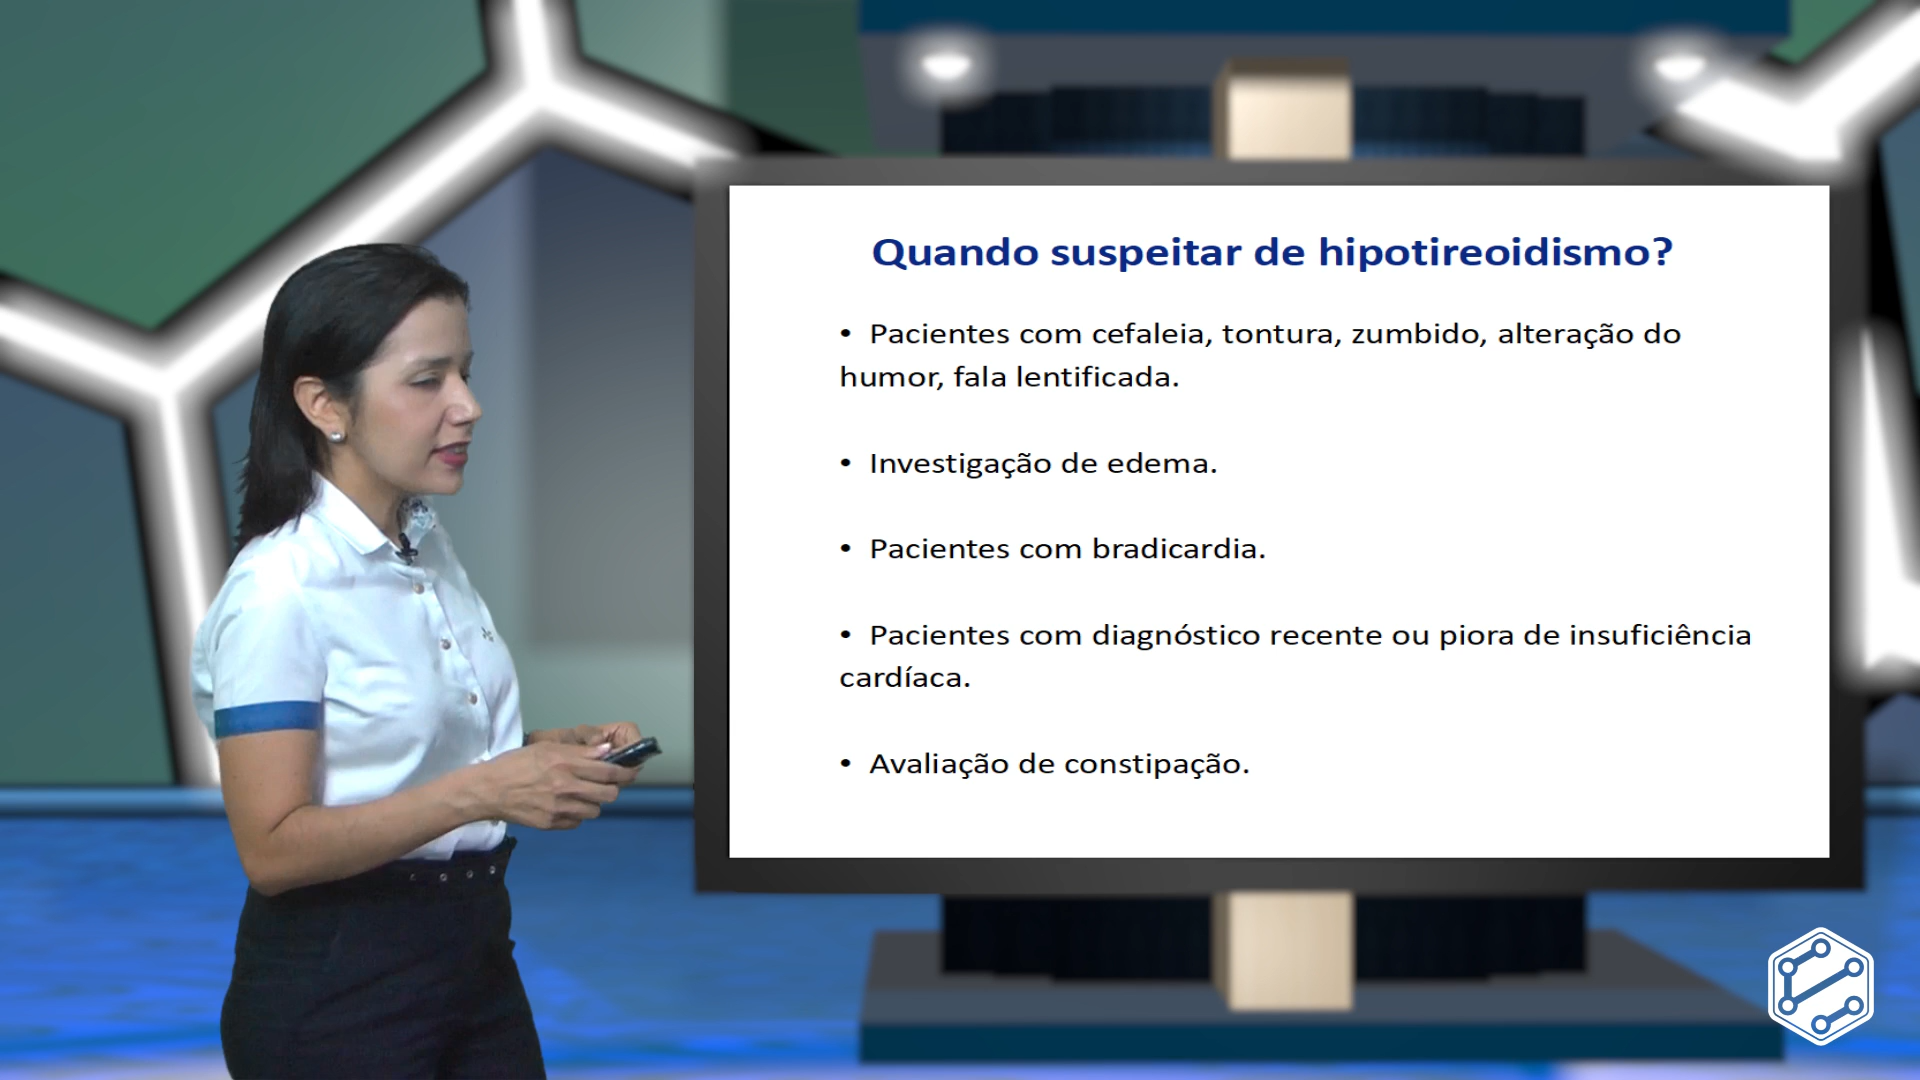 Quando suspeitar de hipotireoidismo?
• Pacientes com cefaleia, tontura, zumbido, alteração do
humor, fala lentificada.
• Investigação de edema.
• Pacientes com bradicardia.
• Pacientes com diagnóstico recente ou piora de insuficiência
cardíaca.
• Avaliação de constipação.